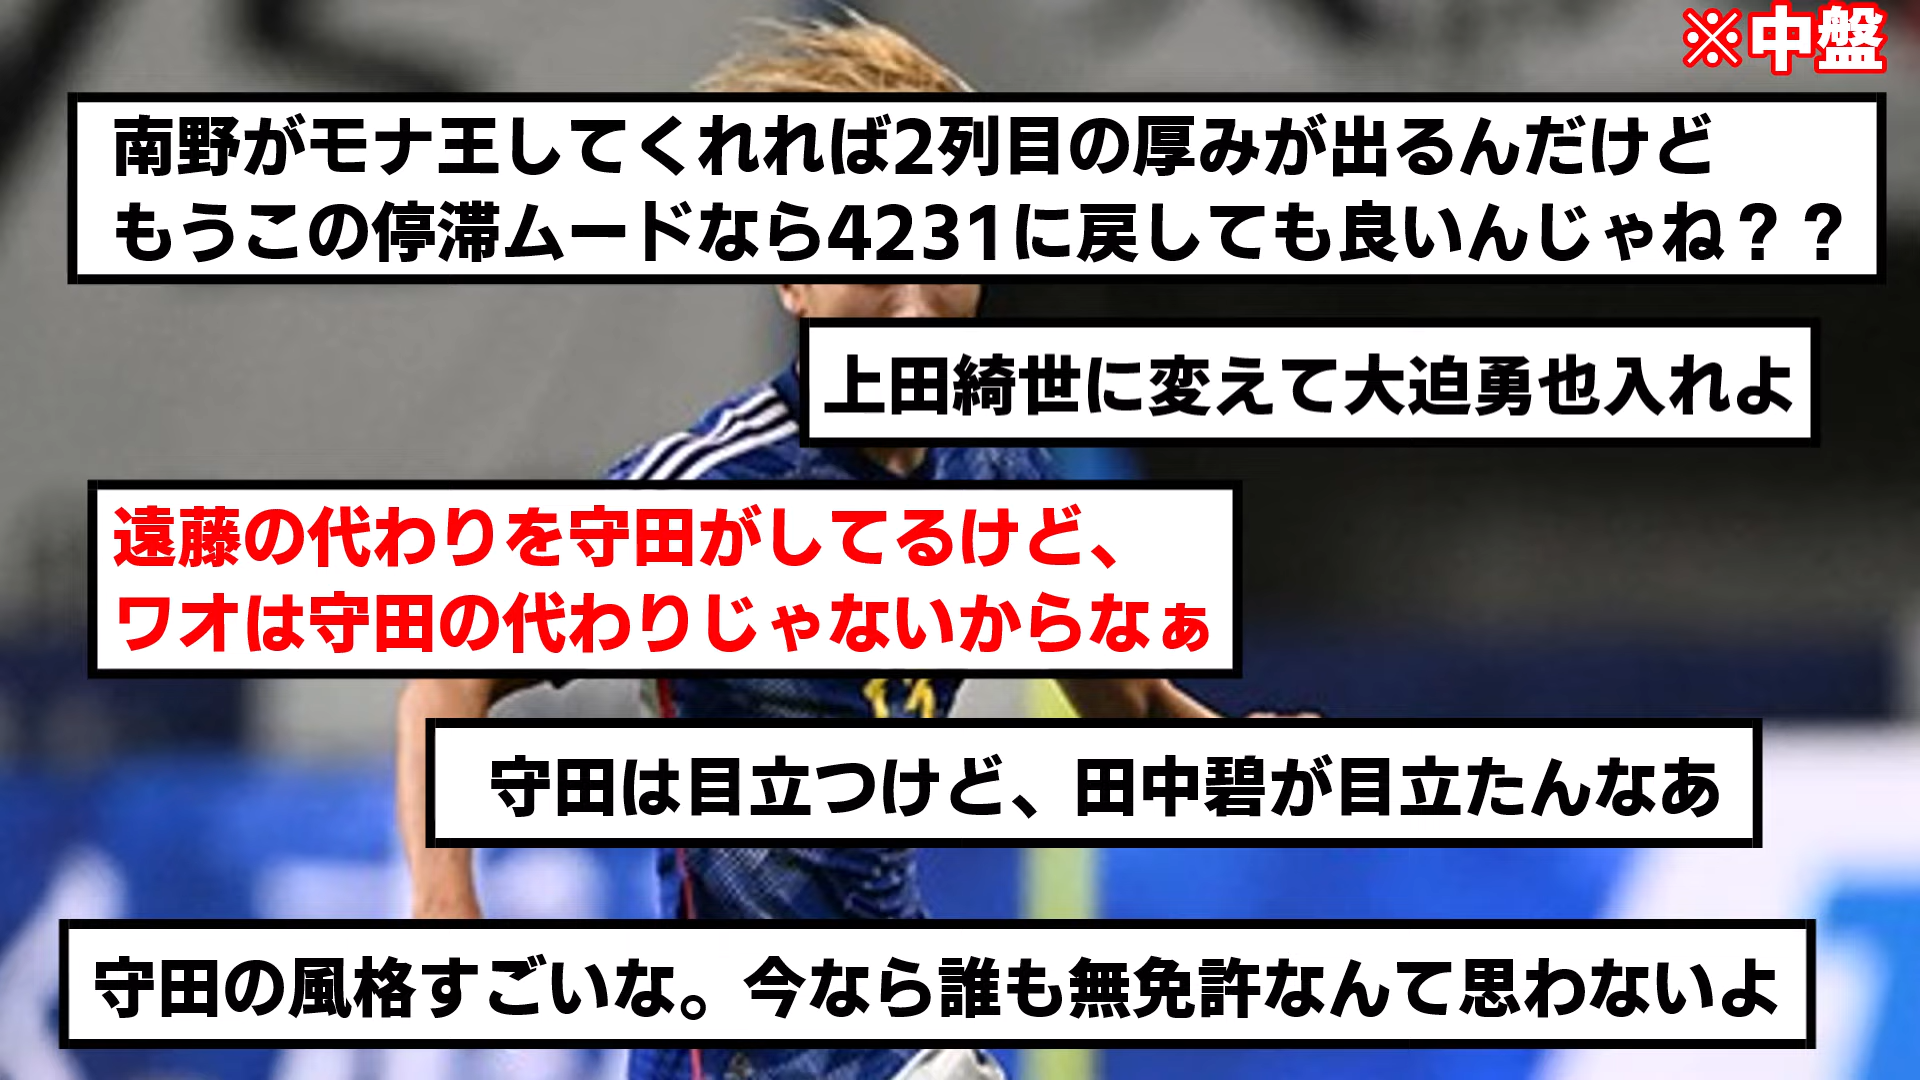 ※中盤
南野がモナ王してくれれば2列目の厚みが出るんだけど
もうこの停滞ムードなら4231に戻しても良いんじゃね？？
上田綺世に変えて大迫勇也入れよ
遠藤の代わりを守田がしてるけど、
ワオは守田の代わりじゃないからなぁ
守田は目立つけど、田中碧が目立たんなあ
守田の風格すごいな。今なら誰も無免許なんて思わないよ